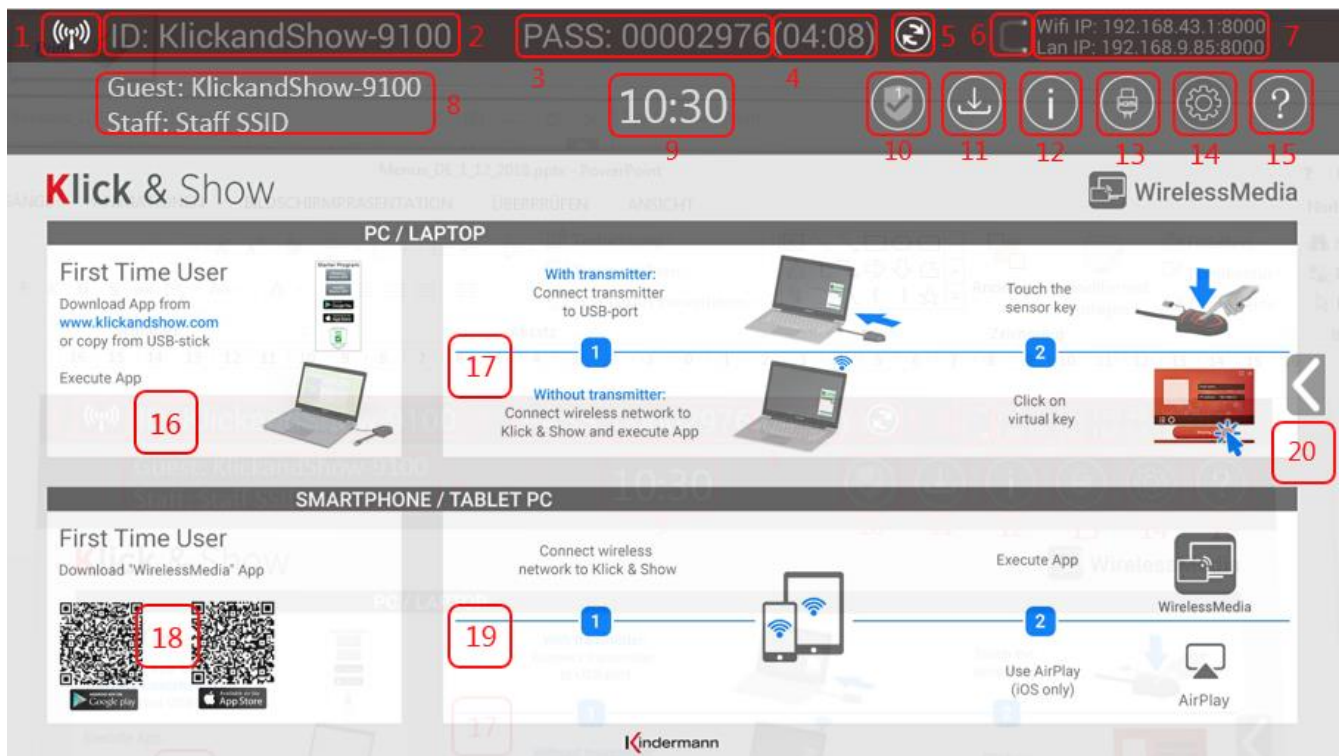 1 ID: KlickandShow-9100 2 PASS: 00002976 (04:08) 5 6 Wifi IP: 192.168.43.1:8000 7
Lan IP: 192.168.9.85:8000
3 4
Guest: KlickandShow-9100 8
Staff: Staff SSID
10:30
9 10 11 12 13 14 15
Klick & Show
WirelessMedia
PC / LAPTOP
First Time User
Download App from
www.klickandshow.com
or copy from USB-stick
Execute App
16
With transmitter:
Connect transmitter
to USB-port
17 1
Without transmitter:
Connect wireless network to
Klick & Show and execute App
Touch the
sensor key
2
Click on
virtual key
20
SMARTPHONE / TABLET PC
First Time User
Download "WirelessMedia" App
18
Google play
App Store
Connect wireless
network to Klick & Show
19 1
Execute App
WirelessMedia
2
Use AirPlay
(iOS only)
AirPlay
Kindermann